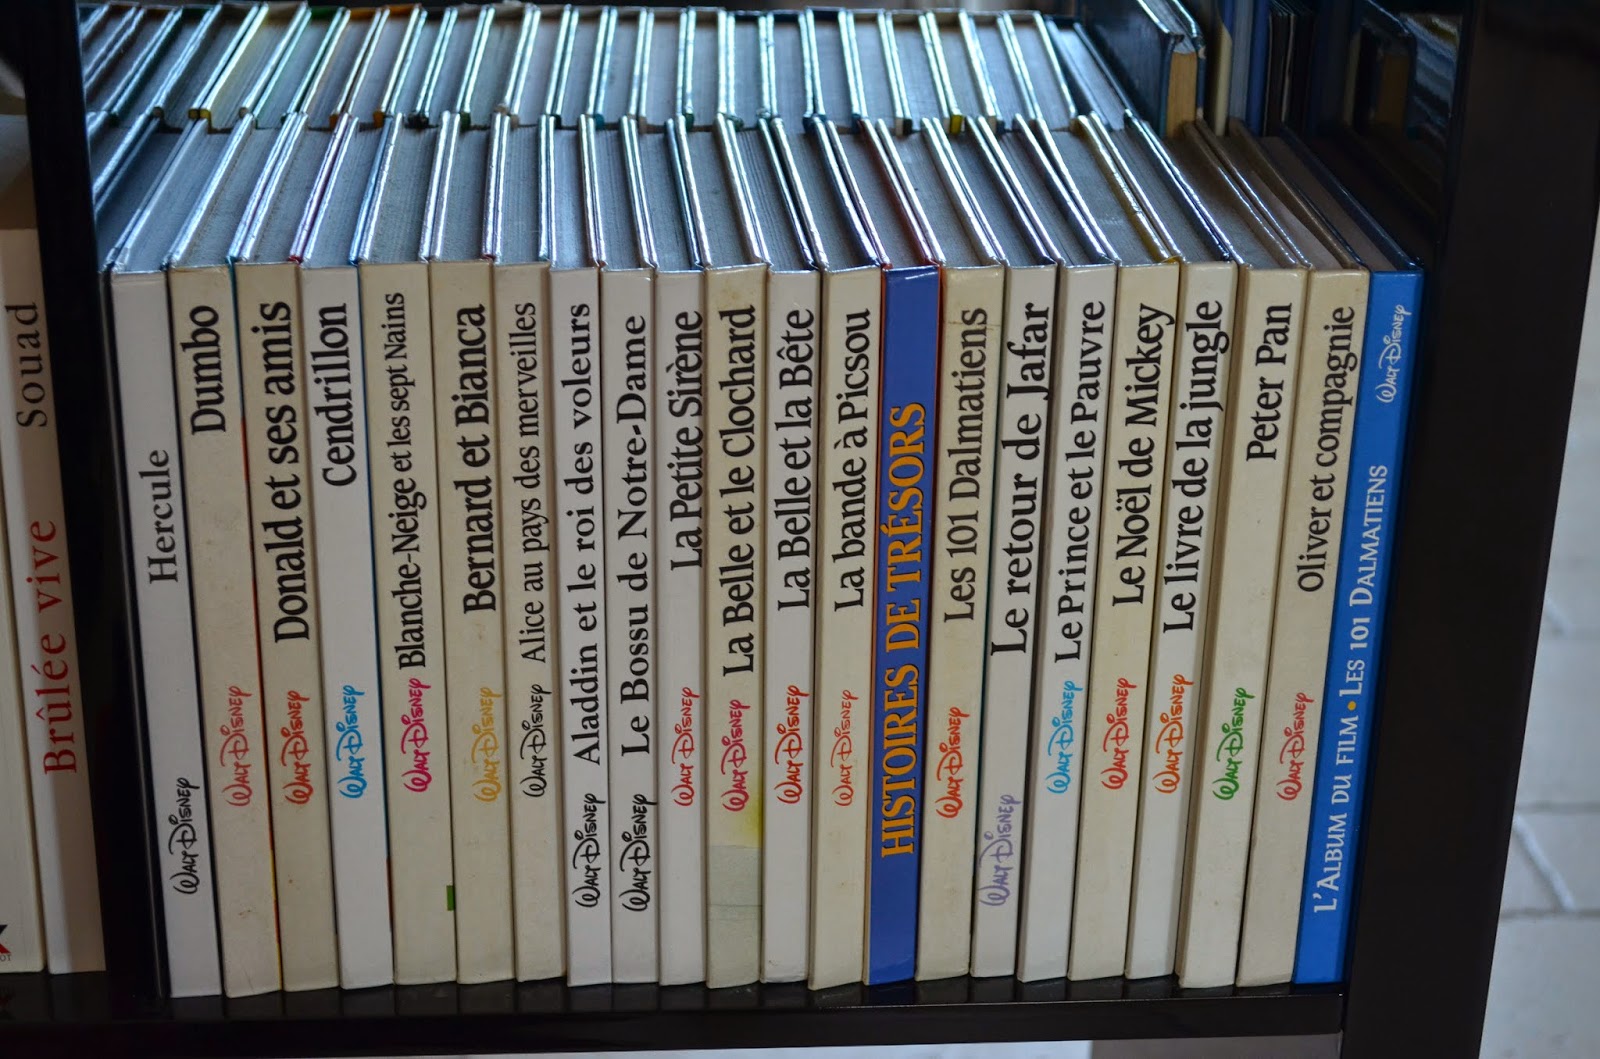 Brûlée vive Souad
Walt Disney Hercule
Walt Disney Dumbo
Walt Disney Donald et ses amis
Walt Disney Cendrillon
Walt Disney Blanche-Neige et les sept Nains
Walt Disney Bernard et Bianca
Walt Disney Alice au pays des merveilles
Walt Disney Aladdin et le roi des voleurs
Walt Disney Le Bossu de Notre-Dame
Walt Disney La Petite Sirène
Walt Disney La Belle et le Clochard
Walt Disney La Belle et la Bête
Walt Disney La bande à Picsou
HISTOIRES DE TRÉSORS
Walt Disney Les 101 Dalmatiens
Walt Disney Le retour de Jafar
Walt Disney Le Prince et le Pauvre
Walt Disney Le Noël de Mickey
Walt Disney Le livre de la jungle
Walt Disney Peter Pan
Walt Disney Oliver et compagnie
L'ALBUM DU FILM • LES 101 DALMATIENS Walt Disney